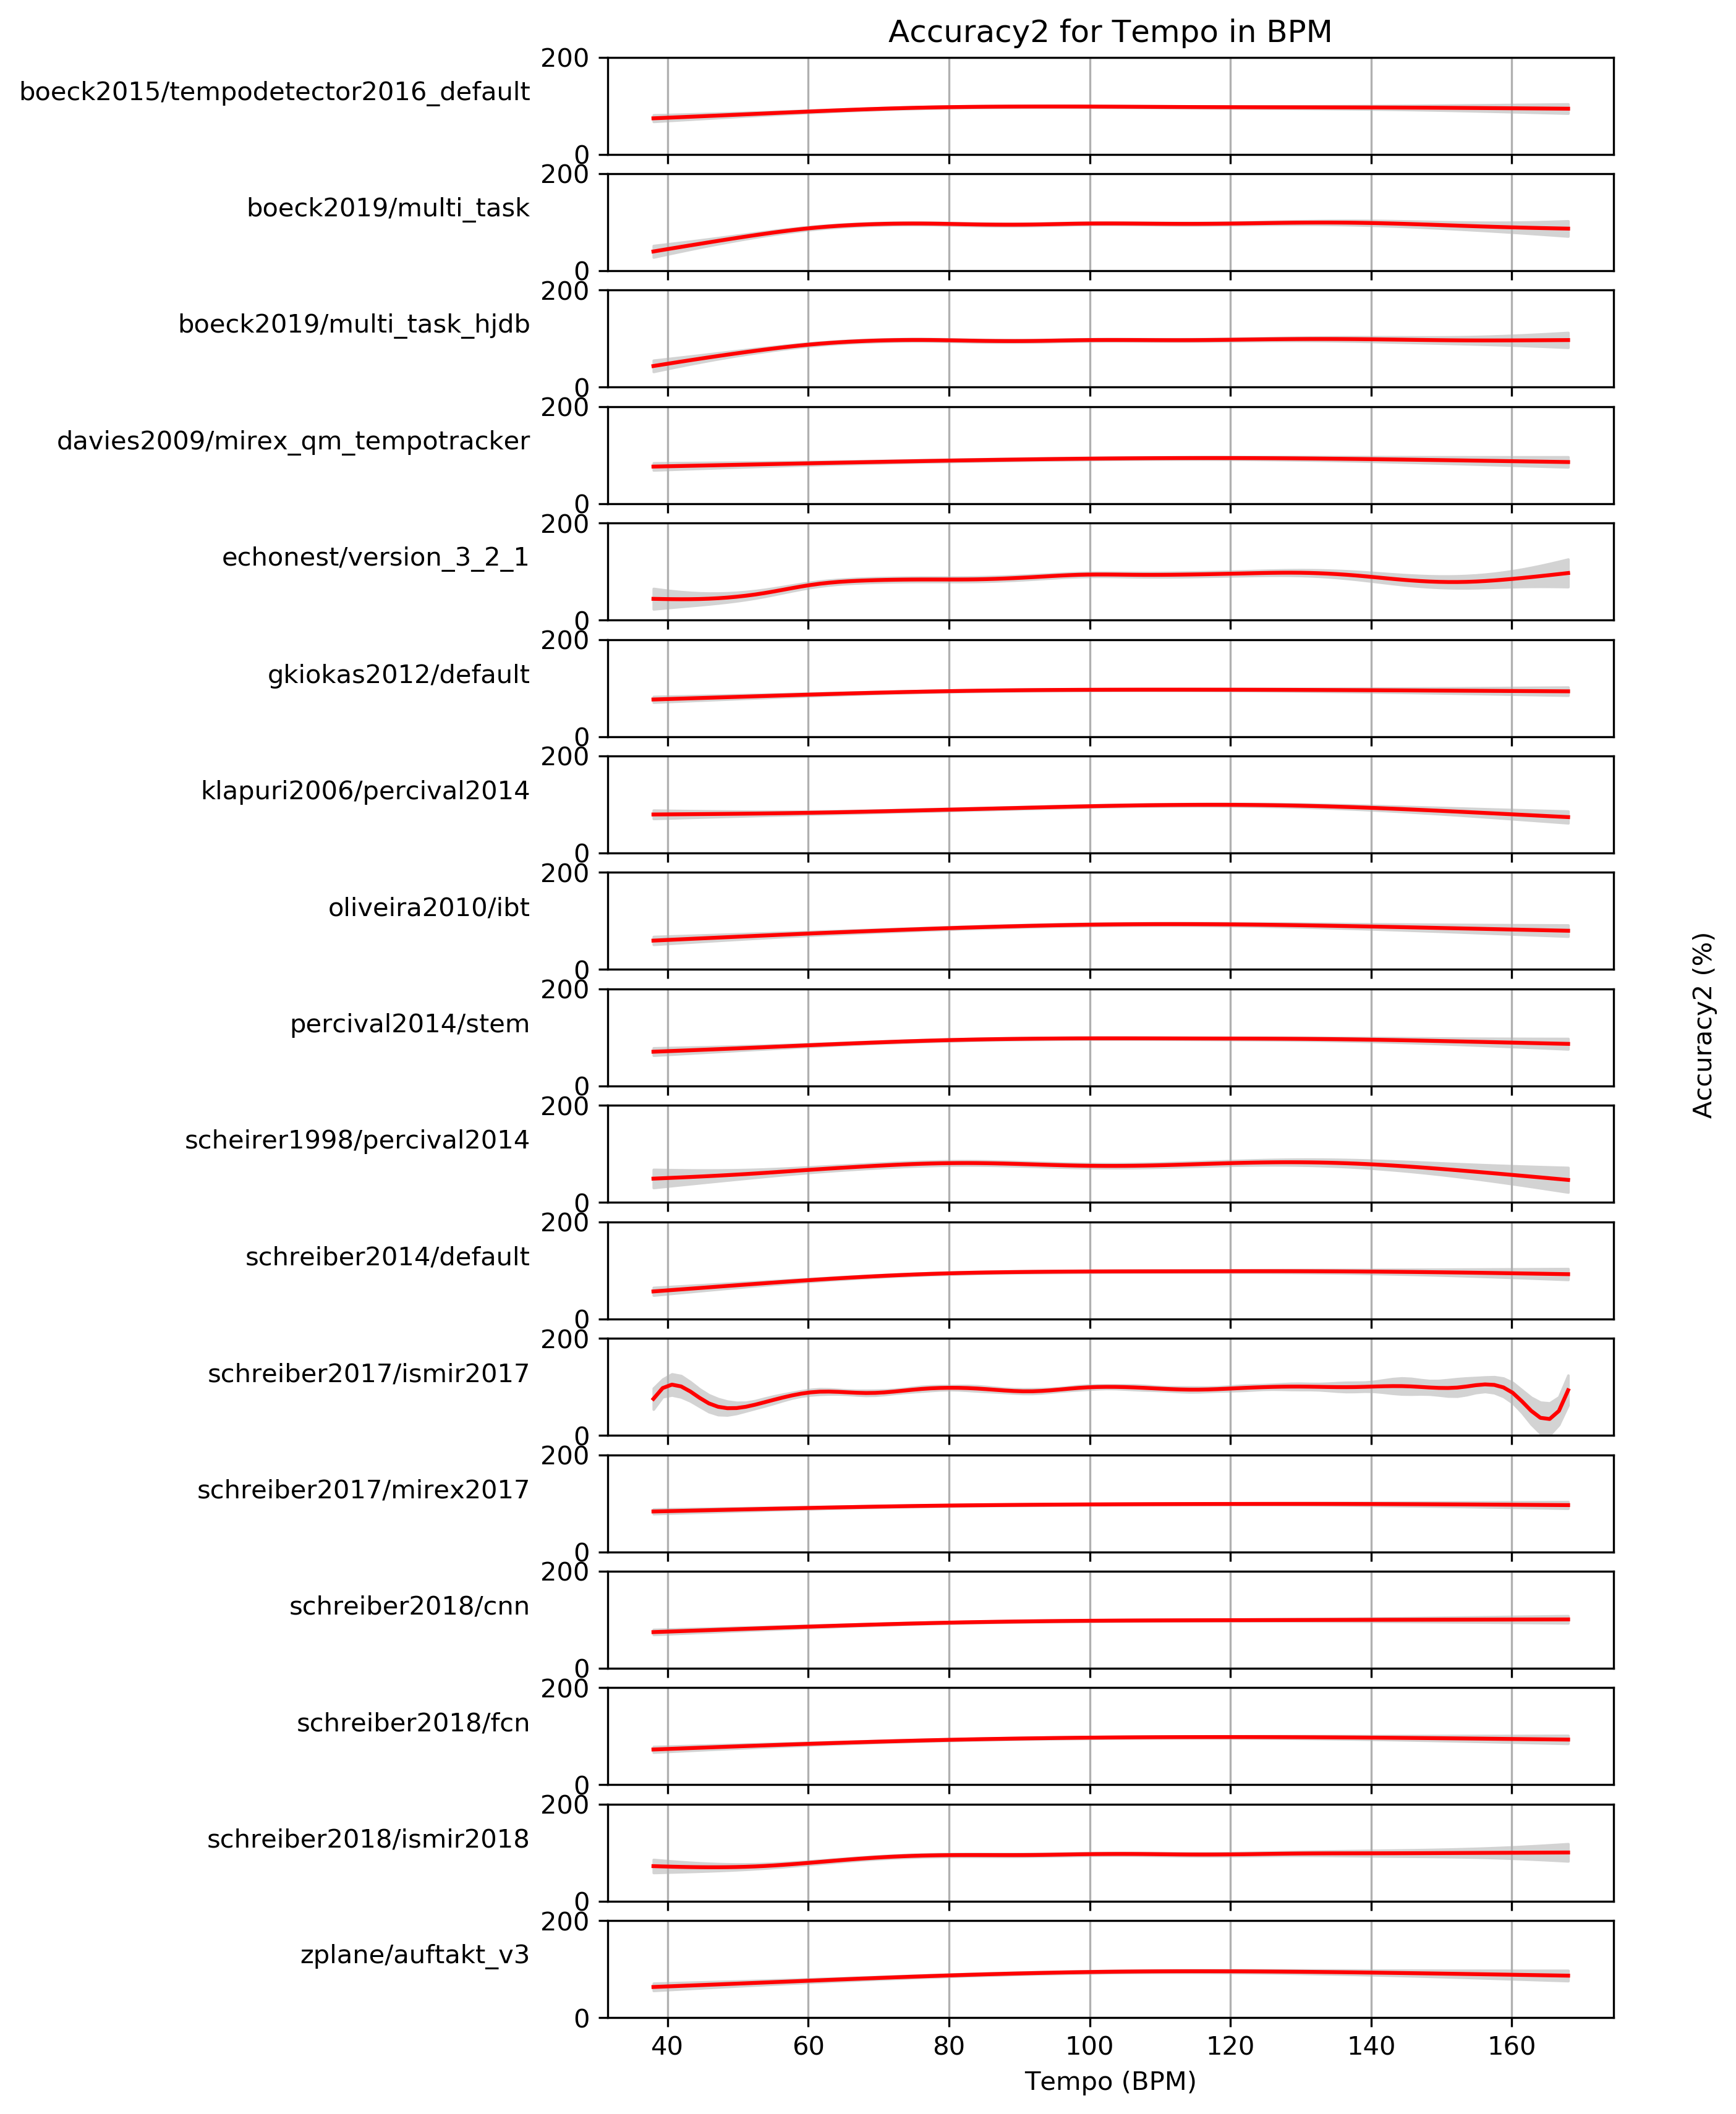 Accuracy2 for Tempo in BPM
200
boeck2015/tempodetector2016_default
0
200
boeck2019/multi_task
0
200
boeck2019/multi_task_hjdb
0
200
davies2009/mirex_qm_tempotracker
0
200
echonest/version_3_2_1
0
200
gkiokas2012/default
0
200
klapuri2006/percival2014
0
200
oliveira2010/ibt
0
200
percival2014/stem
0
200
scheirer1998/percival2014
0
200
schreiber2014/default
0
200
schreiber2017/ismir2017
0
200
schreiber2017/mirex2017
0
200
schreiber2018/cnn
0
200
schreiber2018/fcn
0
200
schreiber2018/ismir2018
0
200
zplane/auftakt_v3
0
40 60 80 100 120 140 160
Tempo (BPM)
Accuracy2 (%)